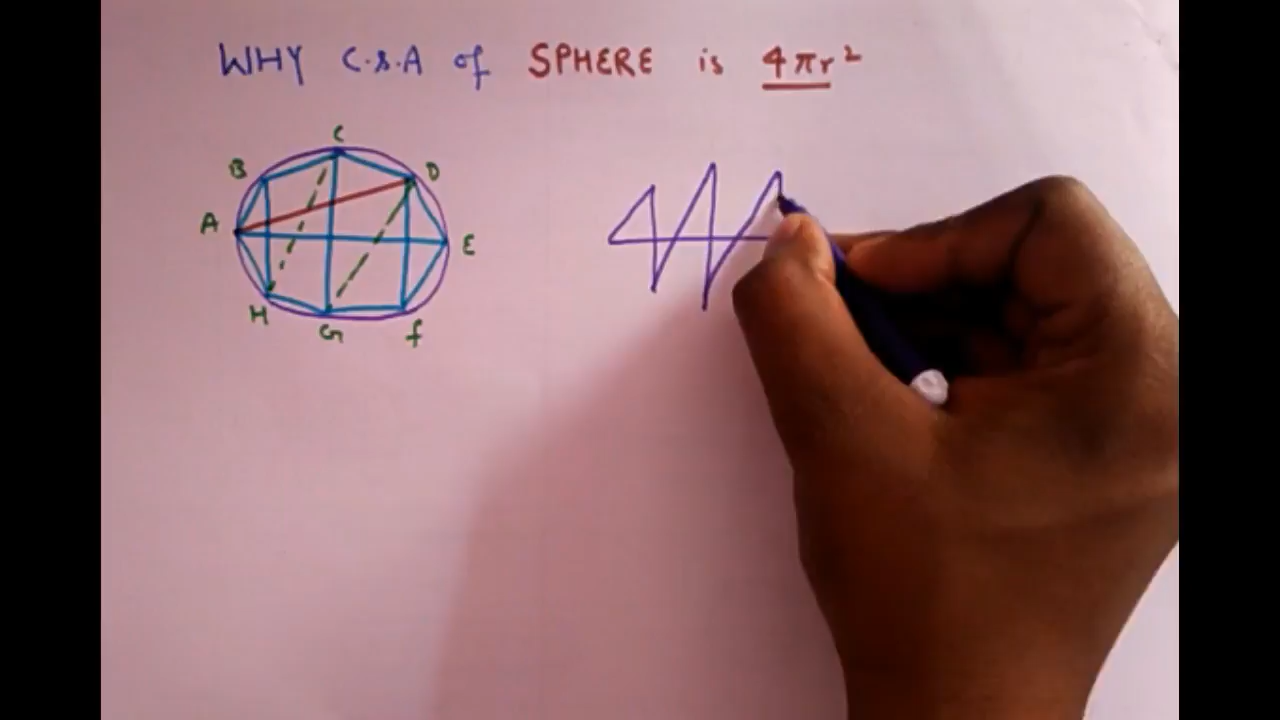 WHY C.S.A of SPHERE is 4πr²
C
B D
A E
H G f